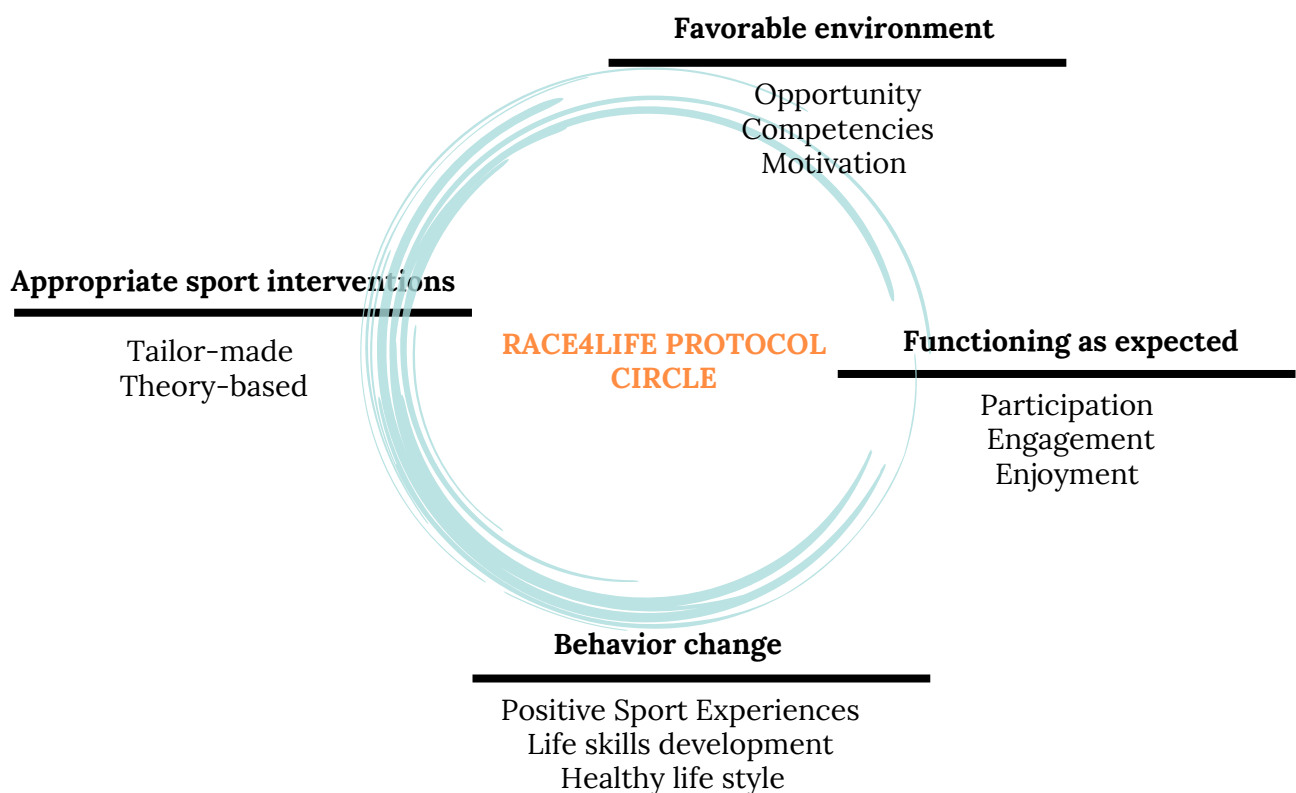 Favorable environment
Opportunity
Competencies
Motivation
Appropriate sport interventions
Tailor-made
Theory-based
RACE4LIFE PROTOCOL
CIRCLE
Functioning as expected
Participation
Engagement
Enjoyment
Behavior change
Positive Sport Experiences
Life skills development
Healthy life style